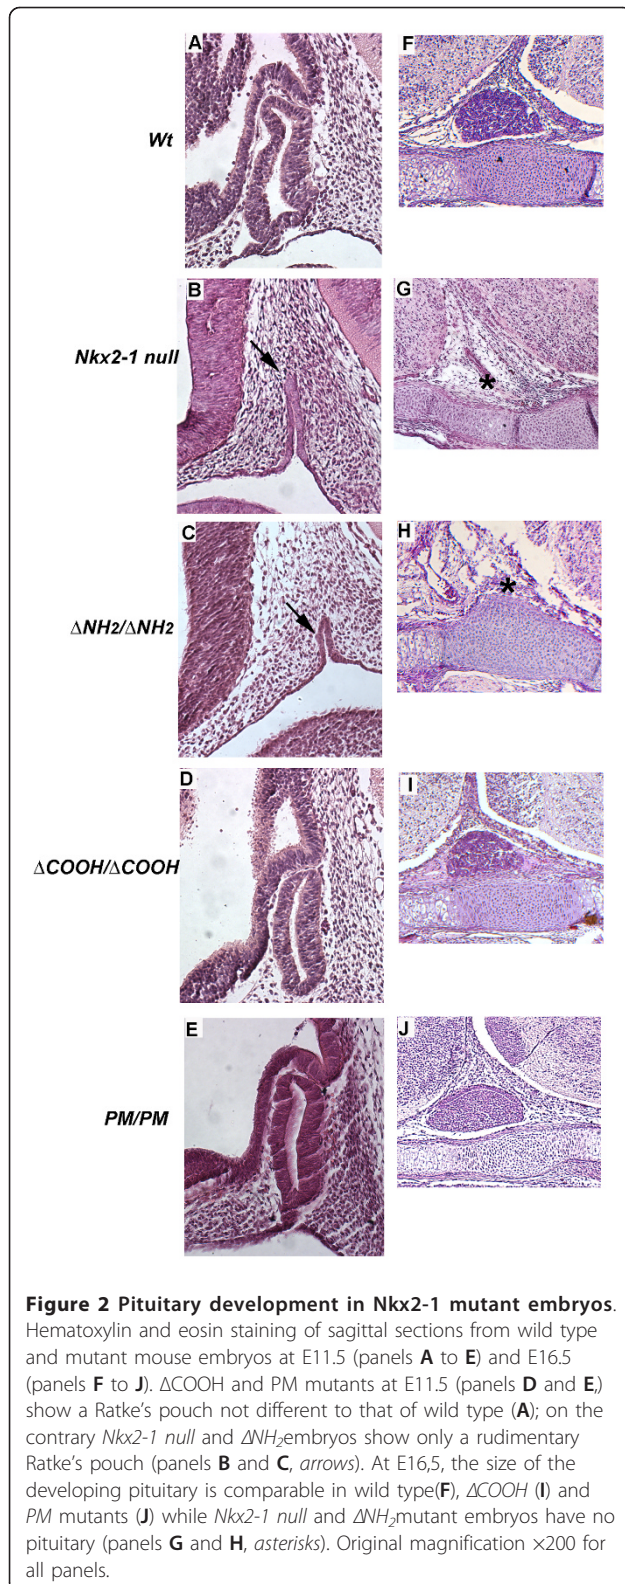 A
F
Wt
B
G
Nkx2-1 null
*
C
H
*
ΔNH2/ΔNH2
D
I
ΔCOOH/ΔCOOH
E
J
PM/PM
Figure 2 Pituitary development in Nkx2-1 mutant embryos.
Hematoxylin and eosin staining of sagittal sections from wild type
and mutant mouse embryos at E11.5 (panels A to E) and E16.5
(panels F to J). ΔCOOH and PM mutants at E11.5 (panels D and E,)
show a Ratke's pouch not different to that of wild type (A); on the
contrary Nkx2-1 null and ΔNH₂embryos show only a rudimentary
Ratke's pouch (panels B and C, arrows). At E16,5, the size of the
developing pituitary is comparable in wild type(F), ΔCOOH (I) and
PM mutants (J) while Nkx2-1 null and ΔNH₂mutant embryos have no
pituitary (panels G and H, asterisks). Original magnification ×200 for
all panels.